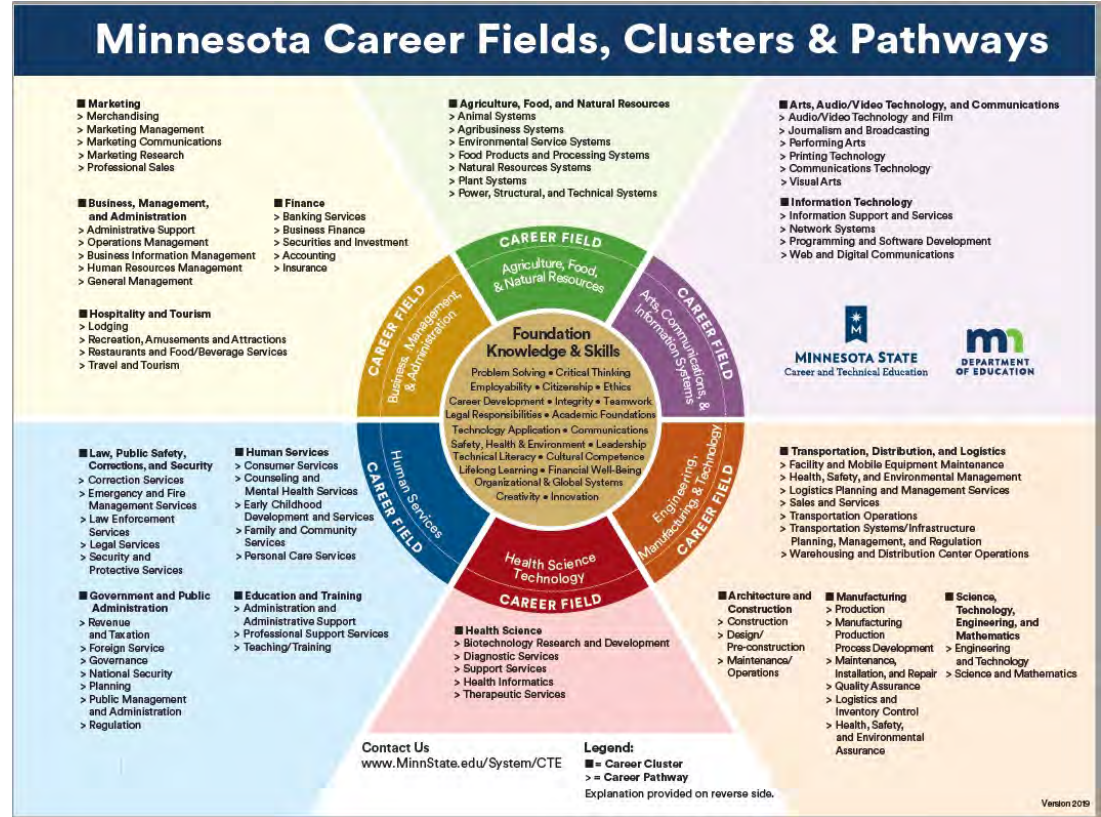 Minnesota Career Fields, Clusters & Pathways
■ Marketing
> Merchandising
> Marketing Management
> Marketing Communications
> Marketing Research
> Professional Sales
■ Business, Management,
and Administration
> Administrative Support
> Operations Management
> Business Information Management
> Human Resources Management
> General Management
■ Finance
> Banking Services
> Business Finance
> Securities and Investment
> Accounting
> Insurance
■ Hospitality and Tourism
> Lodging
> Recreation, Amusements and Attractions
> Restaurants and Food/Beverage Services
> Travel and Tourism
■ Agriculture, Food, and Natural Resources
> Animal Systems
> Agribusiness Systems
> Environmental Service Systems
> Food Products and Processing Systems
> Natural Resources Systems
> Plant Systems
> Power, Structural, and Technical Systems
■ Arts, Audio/Video Technology, and Communications
> Audio/Video Technology and Film
> Journalism and Broadcasting
> Performing Arts
> Printing Technology
> Communications Technology
> Visual Arts
■ Information Technology
> Information Support and Services
> Network Systems
> Programming and Software Development
> Web and Digital Communications
M
MINNESOTA STATE
Career and Technical Education
mn
DEPARTMENT
OF EDUCATION
CAREER FIELD
Agriculture, Food,
& Natural Resources
CAREER FIELD
Arts, Communications, &
Information Systems
CAREER FIELD
Business, Management,
& Administration
Foundation
Knowledge & Skills
Problem Solving • Critical Thinking
Employability • Citizenship • Ethics
Career Development • Integrity • Teamwork
Legal Responsibilities • Academic Foundations
Technology Application • Communications
Safety, Health & Environment • Leadership
Technical Literacy • Cultural Competence
Lifelong Learning • Financial Well-Being
Organizational & Global Systems
Creativity • Innovation
Human Services
CAREER FIELD
Engineering,
Manufacturing & Technology
CAREER FIELD
Health Science
Technology
CAREER FIELD
■ Law, Public Safety,
Corrections, and Security
> Correction Services
> Emergency and Fire
Management Services
> Law Enforcement
Services
> Legal Services
> Security and
Protective Services
■ Human Services
> Consumer Services
> Counseling and
Mental Health Services
> Early Childhood
Development and Services
> Family and Community
Services
> Personal Care Services
■ Government and Public
Administration
> Revenue
and Taxation
> Foreign Service
> Governance
> National Security
> Planning
> Public Management
and Administration
> Regulation
■ Education and Training
> Administration and
Administrative Support
> Professional Support Services
> Teaching/Training
■ Health Science
> Biotechnology Research and Development
> Diagnostic Services
> Support Services
> Health Informatics
> Therapeutic Services
■ Transportation, Distribution, and Logistics
> Facility and Mobile Equipment Maintenance
> Health, Safety, and Environmental Management
> Logistics Planning and Management Services
> Sales and Services
> Transportation Operations
> Transportation Systems/Infrastructure
Planning, Management, and Regulation
> Warehousing and Distribution Center Operations
■ Architecture and
Construction
> Construction
> Design/
Pre-construction
> Maintenance/
Operations
■ Manufacturing
> Production
> Manufacturing
Production
Process Development
> Maintenance,
Installation, and Repair
> Quality Assurance
> Logistics and
Inventory Control
> Health, Safety,
and Environmental
Assurance
■ Science,
Technology,
Engineering, and
Mathematics
> Engineering
and Technology
> Science and Mathematics
Contact Us
www.MinnState.edu/System/CTE
Legend:
■ = Career Cluster
> = Career Pathway
Explanation provided on reverse side.
Version 2019